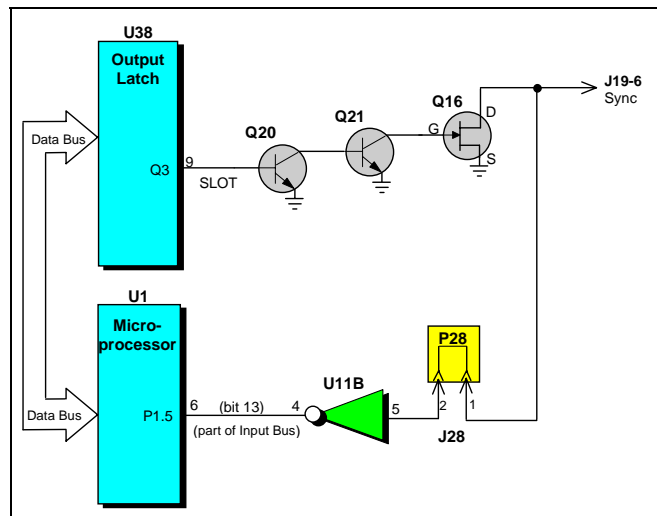 U38
Output
Latch
Data Bus
Q3
9
SLOT
Q20
Q21
Q16
G
D
S
J19-6
Sync
U1
Micro-
processor
Data Bus
P1.5
6
(bit 13)
(part of Input Bus)
4
U11B
5
P28
2
1
J28